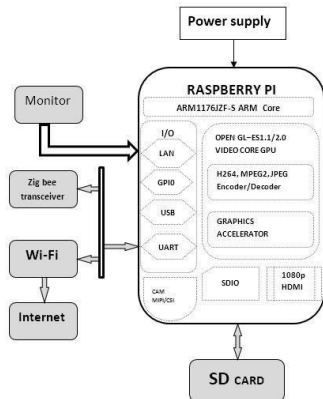 Power supply
RASPBERRY PI
ARM1176JZF-S ARM Core
Monitor
I/O
LAN
GPI0
USB
UART
OPEN GL–ES1.1/2.0
VIDEO CORE GPU
H264, MPEG2,JPEG
Encoder/Decoder
GRAPHICS
ACCELERATOR
Zig bee
transceiver
Wi-Fi
Internet
CAM
MIPI/CSI
SDIO
1080p
HDMI
SD CARD